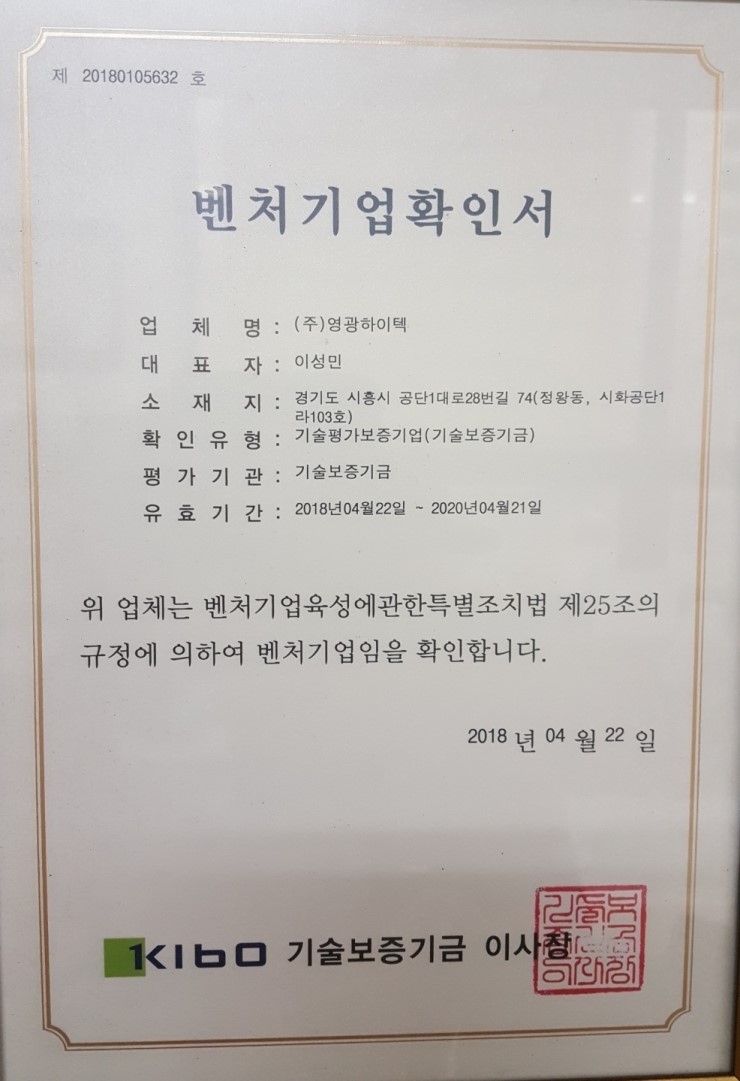 제 20180105632 호
벤처기업확인서
업 체 명 : (주)영광하이텍
대 표 자 : 이성민
소 재 지 : 경기도 시흥시 공단1대로28번길 74(정왕동, 시화공단1
라103호)
확 인 유 형 : 기술평가보증기업(기술보증기금)
평 가 기 관 : 기술보증기금
유 효 기 간 : 2018년04월22일 ~ 2020년04월21일
위 업체는 벤처기업육성에관한특별조치법 제25조의
규정에 의하여 벤처기업임을 확인합니다.
2018 년 04 월 22 일
KIBO 기술보증기금 이사장